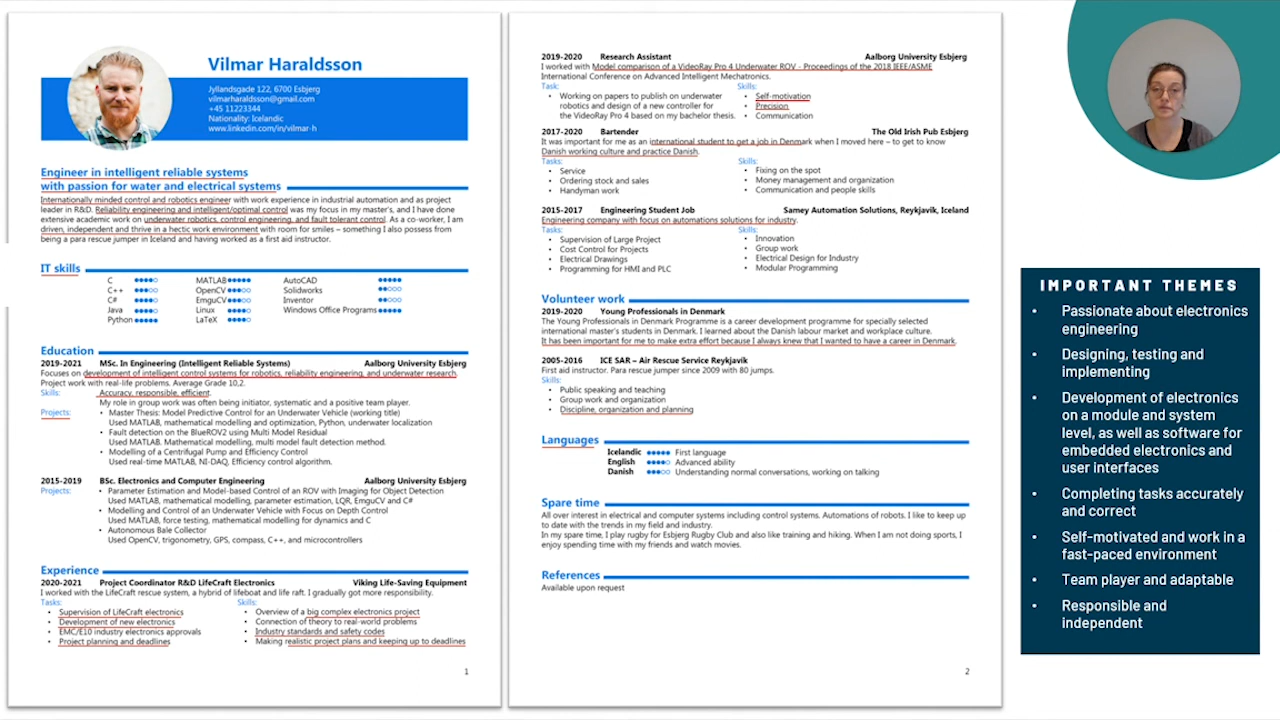 Vilmar Haraldsson
Jyllandsgade 122, 6700 Esbjerg
vilmarharaldsson@gmail.com
+45 11223344
Nationality: Icelandic
www.linkedin.com/in/vilmar-h
Engineer in intelligent reliable systems
with passion for water and electrical systems
Internationally minded control and robotics engineer with work experience in industrial automation and as project
leader in R&D. Reliability engineering and intelligent/optimal control was my focus in my master's, and I have done
extensive academic work on underwater robotics, control engineering, and fault tolerant control. As a co-worker, I am
driven, independent and thrive in a hectic work environment with room for smiles – something I also possess from
being a para rescue jumper in Iceland and having worked as a first aid instructor.
IT skills
C MATLAB AutoCAD
C++ OpenCV Solidworks
C# EmguCV Inventor
Java Linux Windows Office Programs
Python LaTeX
Education
2019-2021 MSc. In Engineering (Intelligent Reliable Systems) Aalborg University Esbjerg
Focuses on development of intelligent control systems for robotics, reliability engineering, and underwater research.
Project work with real-life problems. Average Grade 10,2.
Skills: Accuracy, responsible, efficient.
My role in group work was often being initiator, systematic and a positive team player.
Projects: • Master Thesis: Model Predictive Control for an Underwater Vehicle (working title)
Used MATLAB, mathematical modelling and optimization, Python, underwater localization
• Fault detection on the BlueROV2 using Multi Model Residual
Used MATLAB. Mathematical modelling, multi model fault detection method.
• Modelling of a Centrifugal Pump and Efficiency Control
Used real-time MATLAB, NI-DAQ, Efficiency control algorithm.
2015-2019 BSc. Electronics and Computer Engineering Aalborg University Esbjerg
Projects: • Parameter Estimation and Model-based Control of an ROV with Imaging for Object Detection
Used MATLAB, mathematical modelling, parameter estimation, LQR, EmguCV and C#
• Modelling and Control of an Underwater Vehicle with Focus on Depth Control
Used MATLAB, force testing, mathematical modelling for dynamics and C
• Autonomous Bale Collector
Used OpenCV, trigonometry, GPS, compass, C++, and microcontrollers
Experience
2020-2021 Project Coordinator R&D LifeCraft Electronics Viking Life-Saving Equipment
I worked with the LifeCraft rescue system, a hybrid of lifeboat and life raft. I gradually got more responsibility.
Tasks: Skills:
• Supervision of LifeCraft electronics • Overview of a big complex electronics project
• Development of new electronics • Connection of theory to real-world problems
• EMC/E10 industry electronics approvals • Industry standards and safety codes
• Project planning and deadlines • Making realistic project plans and keeping up to deadlines
1
2019-2020 Research Assistant Aalborg University Esbjerg
I worked with Model comparison of a VideoRay Pro 4 Underwater ROV - Proceedings of the 2018 IEEE/ASME
International Conference on Advanced Intelligent Mechatronics.
Task: Skills:
• Working on papers to publish on underwater • Self-motivation
robotics and design of a new controller for • Precision
the VideoRay Pro 4 based on my bachelor thesis. • Communication
2017-2020 Bartender The Old Irish Pub Esbjerg
It was important for me as an international student to get a job in Denmark when I moved here – to get to know
Danish working culture and practice Danish.
Tasks: Skills:
• Service • Fixing on the spot
• Ordering stock and sales • Money management and organization
• Handyman work • Communication and people skills
2015-2017 Engineering Student Job Samey Automation Solutions, Reykjavik, Iceland
Engineering company with focus on automations solutions for industry.
Tasks: Skills:
• Supervision of Large Project • Innovation
• Cost Control for Projects • Group work
• Electrical Drawings • Electrical Design for Industry
• Programming for HMI and PLC • Modular Programming
Volunteer work
2019-2020 Young Professionals in Denmark
The Young Professionals in Denmark Programme is a career development programme for specially selected
international master's students in Denmark. I learned about the Danish labour market and workplace culture.
It has been important for me to make extra effort because I always knew that I wanted to have a career in Denmark.
2005-2016 ICE SAR – Air Rescue Service Reykjavik
First aid instructor. Para rescue jumper since 2009 with 80 jumps.
Skills:
• Public speaking and teaching
• Group work and organization
• Discipline, organization and planning
Languages
Icelandic First language
English Advanced ability
Danish Understanding normal conversations, working on talking
Spare time
All over interest in electrical and computer systems including control systems. Automations of robots. I like to keep up
to date with the trends in my field and industry.
In my spare time, I play rugby for Esbjerg Rugby Club and also like training and hiking. When I am not doing sports, I
enjoy spending time with my friends and watch movies.
References
Available upon request
2
IMPORTANT THEMES
• Passionate about electronics
engineering
• Designing, testing and
implementing
• Development of electronics
on a module and system
level, as well as software for
embedded electronics and
user interfaces
• Completing tasks accurately
and correct
• Self-motivated and work in a
fast-paced environment
• Team player and adaptable
• Responsible and
independent